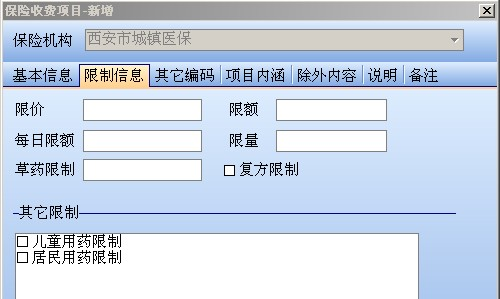 保险收费项目-新增
保险机构 西安市城镇医保
基本信息 限制信息 其它编码 项目内涵 除外内容 说明 备注
限价 限额
每日限额 限量
草药限制 复方限制
其它限制
儿童用药限制
居民用药限制